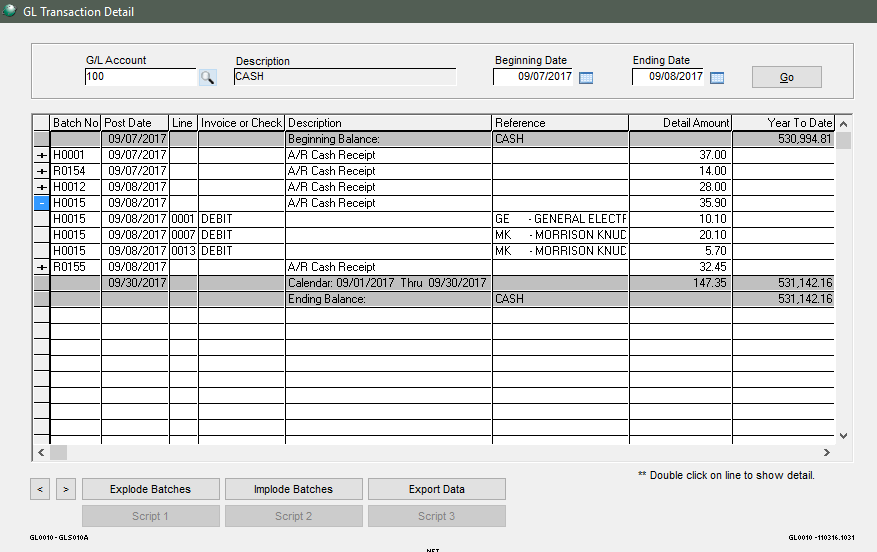 GL Transaction Detail
G/L Account Description Beginning Date Ending Date
100 CASH 09/07/2017 09/08/2017 Go
Batch No Post Date Line Invoice or Check Description Reference Detail Amount Year To Date
09/07/2017 Beginning Balance: CASH 530,994.81
H0001 09/07/2017 A/R Cash Receipt 37.00
R0154 09/07/2017 A/R Cash Receipt 14.00
H0012 09/08/2017 A/R Cash Receipt 28.00
H0015 09/08/2017 A/R Cash Receipt 35.90
H0015 09/08/2017 0001 DEBIT GE - GENERAL ELECTF 10.10
H0015 09/08/2017 0007 DEBIT MK - MORRISON KNUD 20.10
H0015 09/08/2017 0013 DEBIT MK - MORRISON KNUD 5.70
R0155 09/08/2017 A/R Cash Receipt 32.45
09/30/2017 Calendar: 09/01/2017 Thru 09/30/2017 147.35 531,142.16
Ending Balance: CASH 531,142.16
** Double click on line to show detail.
< > Explode Batches Implode Batches Export Data
Script 1 Script 2 Script 3
GL0010 - GLS010A GL0010 -110316.1031